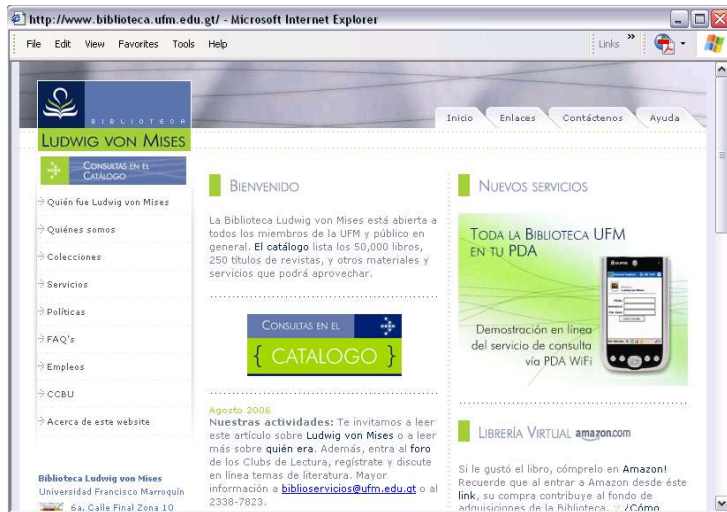 http://www.biblioteca.ufm.edu.gt/ - Microsoft Internet Explorer
File Edit View Favorites Tools Help
Links »
BIBLIOTECA
LUDWIG VON MISES
Inicio Enlaces Contáctenos Ayuda
CONSULTAS EN EL
CATÁLOGO
Quién fue Ludwig von Mises
Quiénes somos
Colecciones
Servicios
Políticas
FAQ's
Empleos
CCBU
Acerca de este website
Biblioteca Ludwig von Mises
Universidad Francisco Marroquín
6a. Calle Final Zona 10
BIENVENIDO
La Biblioteca Ludwig von Mises está abierta a
todos los miembros de la UFM y público en
general. El catálogo lista los 50,000 libros,
250 títulos de revistas, y otros materiales y
servicios que podrá aprovechar.
CONSULTAS EN EL
{ CATALOGO }
Agosto 2006
Nuestras actividades: Te invitamos a leer
este artículo sobre Ludwig von Mises o a leer
más sobre quién era. Además, entra al foro
de los Clubs de Lectura, regístrate y discute
en línea temas de literatura. Mayor
información a biblioservicios@ufm.edu.gt o al
2338-7823.
NUEVOS SERVICIOS
TODA LA BIBLIOTECA UFM
EN TU PDA
Demostración en línea
del servicio de consulta
vía PDA WiFi
LIBRERÍA VIRTUAL amazon.com
Si le gustó el libro, cómprelo en Amazon!
Recuerde que al entrar a Amazon desde éste
link, su compra contribuye al fondo de
adquisiciones de la Biblioteca. ¿Cómo